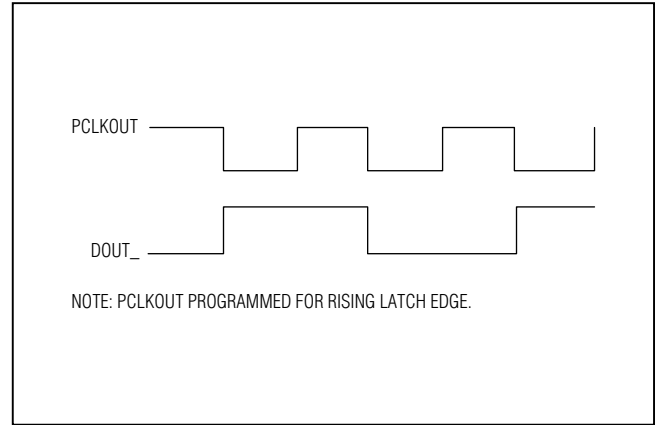 PCLKOUT
DOUT_
NOTE: PCLKOUT PROGRAMMED FOR RISING LATCH EDGE.